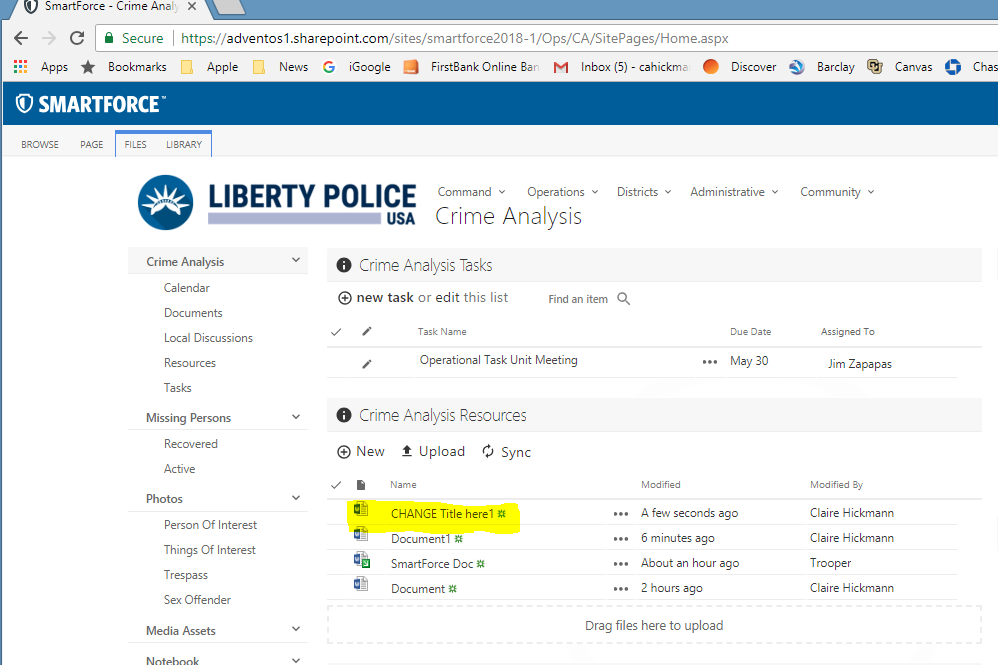 SmartForce - Crime Analy
Secure https://adventos1.sharepoint.com/sites/smartforce2018-1/Ops/CA/SitePages/Home.aspx
Apps Bookmarks Apple News iGoogle FirstBank Online Ban Inbox (5) - cahickma Discover Barclay Canvas Chas
SMARTFORCE™
BROWSE PAGE FILES LIBRARY
LIBERTY POLICE
USA
Command Operations Districts Administrative Community
Crime Analysis
Crime Analysis
Calendar
Documents
Local Discussions
Resources
Tasks
Missing Persons
Recovered
Active
Photos
Person Of Interest
Things Of Interest
Trespass
Sex Offender
Media Assets
Notebook
Crime Analysis Tasks
new task or edit this list Find an item
Task Name Due Date Assigned To
Operational Task Unit Meeting ••• May 30 Jim Zapapas
Crime Analysis Resources
New Upload Sync
Name Modified Modified By
CHANGE Title here1 ••• A few seconds ago Claire Hickmann
Document1 ••• 6 minutes ago Claire Hickmann
SmartForce Doc ••• About an hour ago Trooper
Document ••• 2 hours ago Claire Hickmann
Drag files here to upload